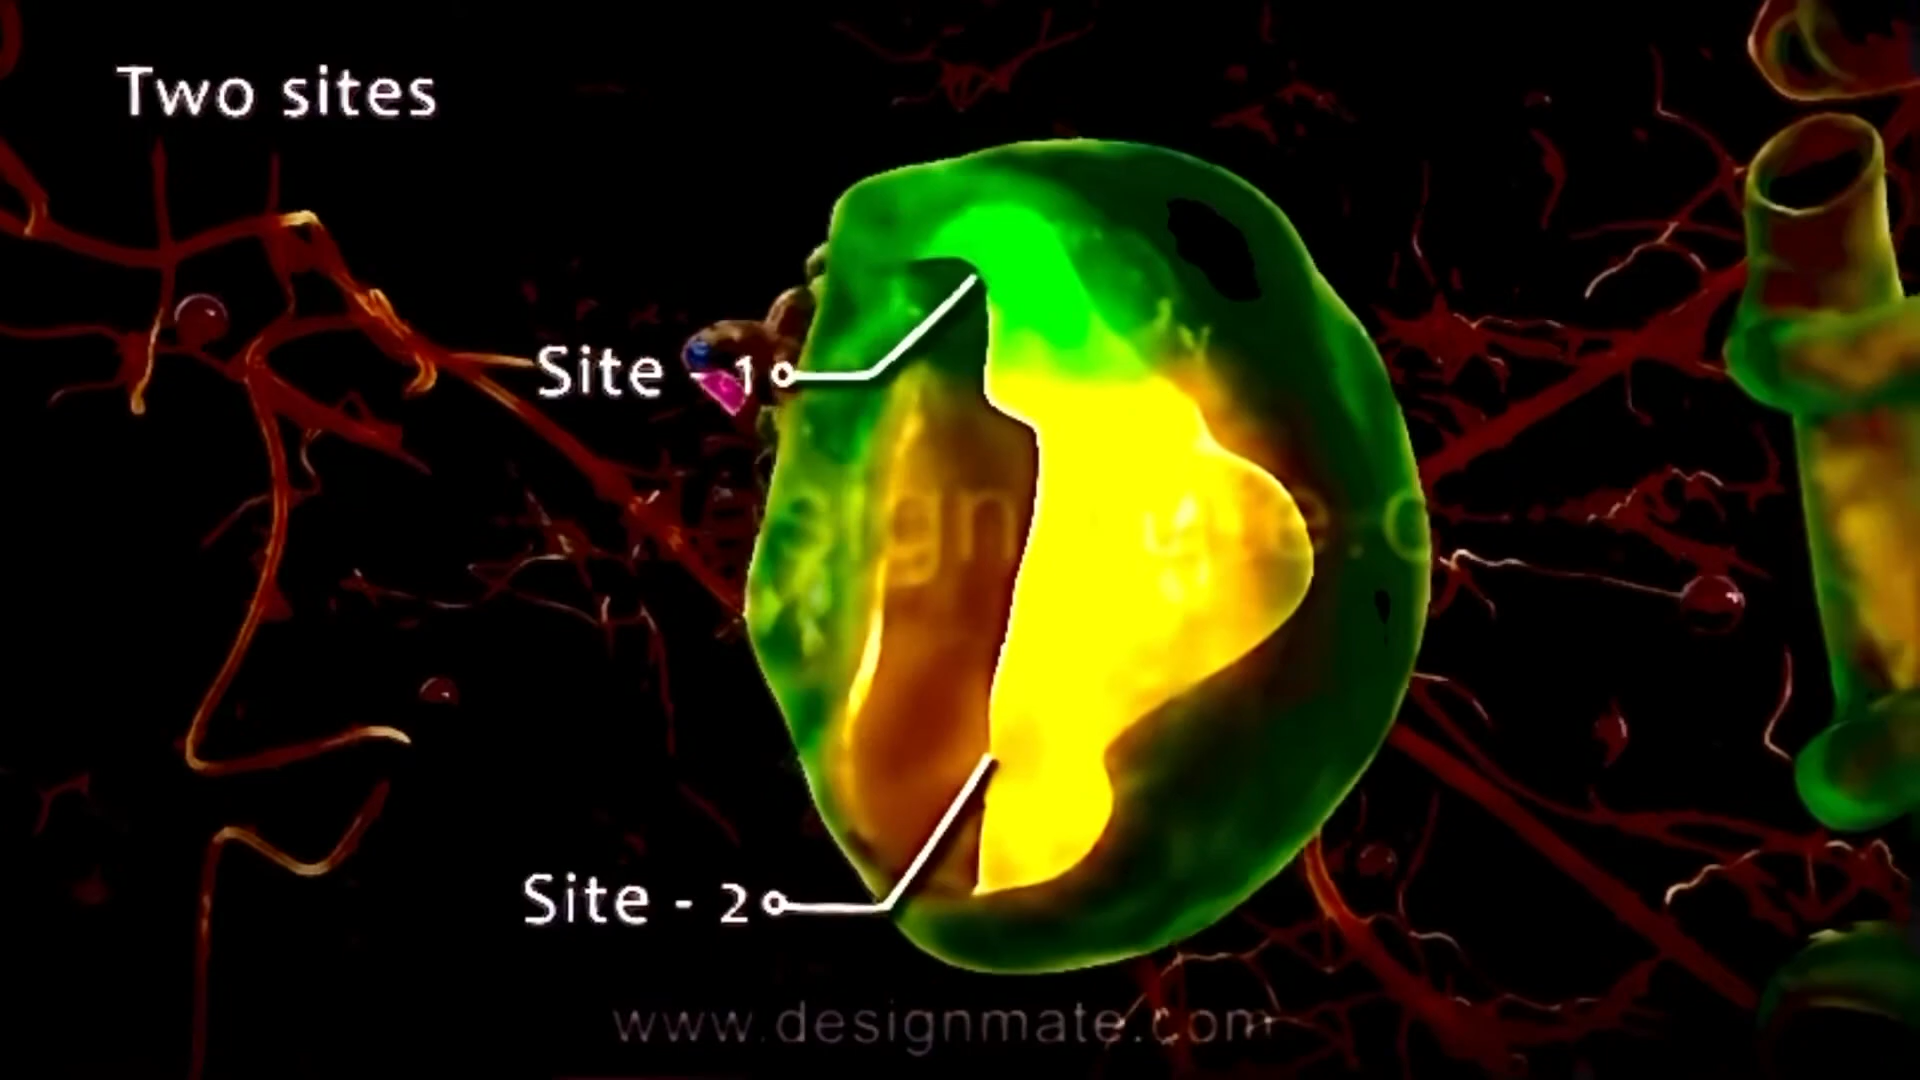 Two sites
Site - 1
Site - 2
www.designmate.com